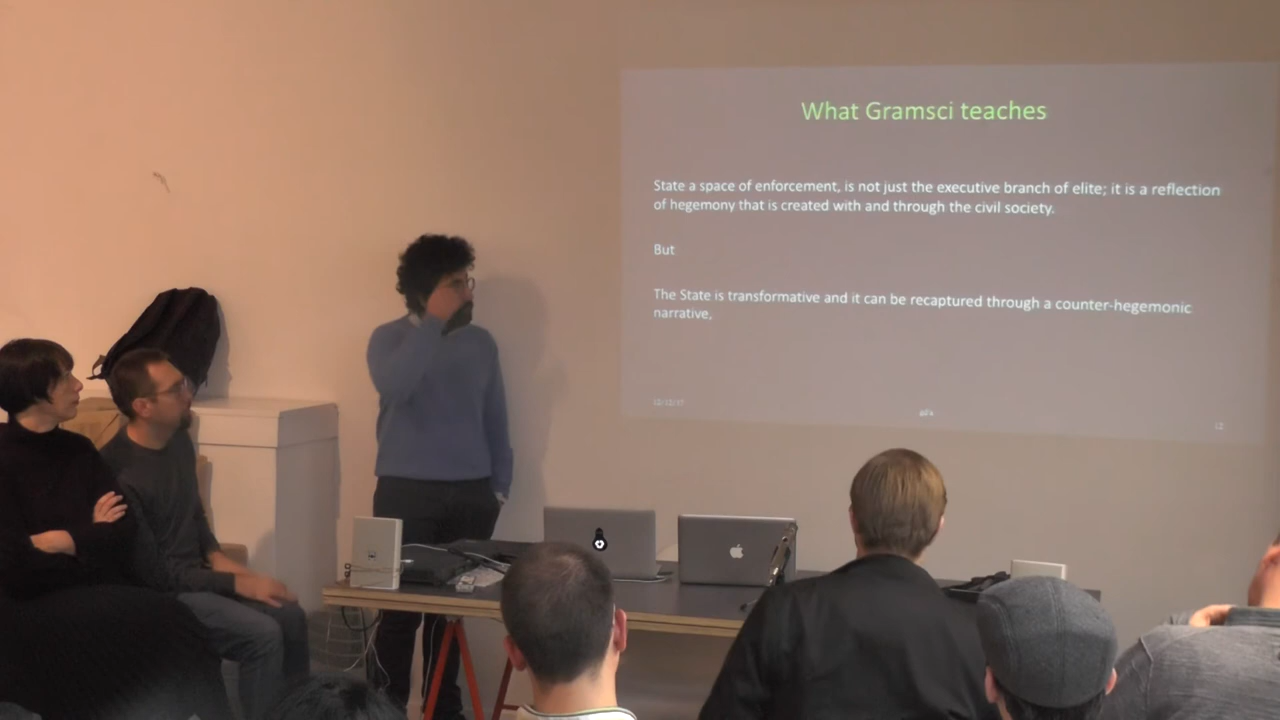 What Gramsci teaches
State a space of enforcement, is not just the executive branch of elite; it is a reflection
of hegemony that is created with and through the civil society.
But
The State is transformative and it can be recaptured through a counter-hegemonic
narrative,
12